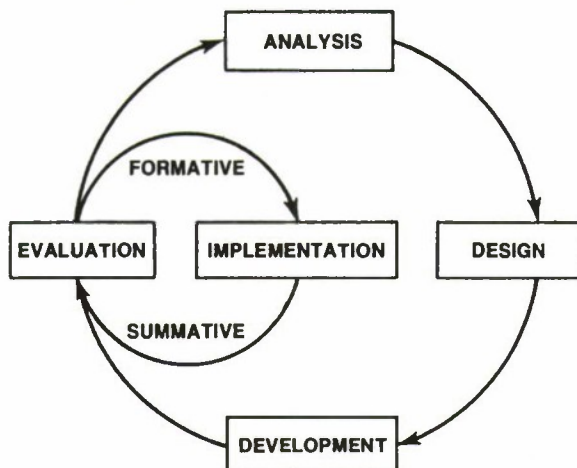 ANALYSIS
FORMATIVE
EVALUATION
IMPLEMENTATION
DESIGN
SUMMATIVE
DEVELOPMENT